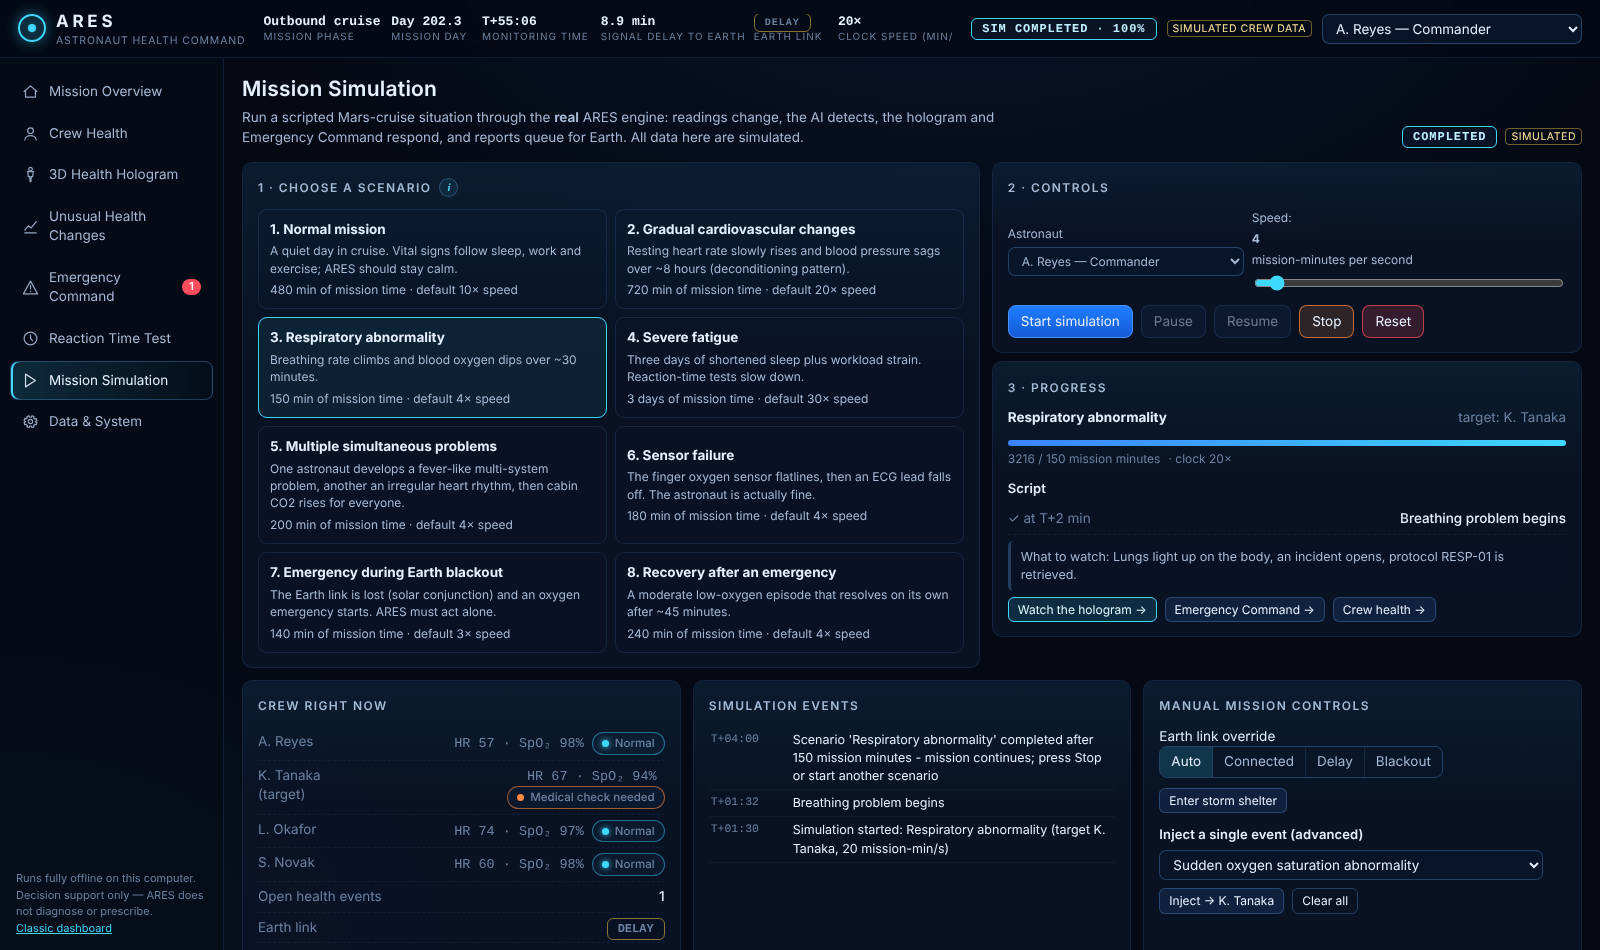 ARES
ASTRONAUT HEALTH COMMAND
Outbound cruise
MISSION PHASE
Day 202.3
MISSION DAY
T+55:06
MONITORING TIME
8.9 min
SIGNAL DELAY TO EARTH
DELAY
EARTH LINK
20×
CLOCK SPEED (MIN/
SIM COMPLETED · 100%
SIMULATED CREW DATA
A. Reyes — Commander
Mission Overview
Crew Health
3D Health Hologram
Unusual Health
Changes
Emergency
Command
1
Reaction Time Test
Mission Simulation
Data & System
Runs fully offline on this computer.
Decision support only — ARES does
not diagnose or prescribe.
Classic dashboard
Mission Simulation
Run a scripted Mars-cruise situation through the real ARES engine: readings change, the AI detects, the hologram and
Emergency Command respond, and reports queue for Earth. All data here are simulated.
COMPLETED
SIMULATED
1 · CHOOSE A SCENARIO
i
1. Normal mission
A quiet day in cruise. Vital signs follow sleep, work and
exercise; ARES should stay calm.
480 min of mission time · default 10× speed
2. Gradual cardiovascular changes
Resting heart rate slowly rises and blood pressure sags
over ~8 hours (deconditioning pattern).
720 min of mission time · default 20× speed
3. Respiratory abnormality
Breathing rate climbs and blood oxygen dips over ~30
minutes.
150 min of mission time · default 4× speed
4. Severe fatigue
Three days of shortened sleep plus workload strain.
Reaction-time tests slow down.
3 days of mission time · default 30× speed
5. Multiple simultaneous problems
One astronaut develops a fever-like multi-system
problem, another an irregular heart rhythm, then cabin
CO2 rises for everyone.
200 min of mission time · default 4× speed
6. Sensor failure
The finger oxygen sensor flatlines, then an ECG lead falls
off. The astronaut is actually fine.
180 min of mission time · default 4× speed
7. Emergency during Earth blackout
The Earth link is lost (solar conjunction) and an oxygen
emergency starts. ARES must act alone.
140 min of mission time · default 3× speed
8. Recovery after an emergency
A moderate low-oxygen episode that resolves on its own
after ~45 minutes.
240 min of mission time · default 4× speed
2 · CONTROLS
Astronaut
A. Reyes — Commander
Speed:
4
mission-minutes per second
Start simulation
Pause
Resume
Stop
Reset
3 · PROGRESS
Respiratory abnormality
target: K. Tanaka
3216 / 150 mission minutes · clock 20×
Script
✓ at T+2 min
Breathing problem begins
What to watch: Lungs light up on the body, an incident opens, protocol RESP-01 is
retrieved.
Watch the hologram →
Emergency Command →
Crew health →
CREW RIGHT NOW
A. Reyes
HR 57 · SpO₂ 98%
Normal
K. Tanaka
(target)
HR 67 · SpO₂ 94%
Medical check needed
L. Okafor
HR 74 · SpO₂ 97%
Normal
S. Novak
HR 60 · SpO₂ 98%
Normal
Open health events
1
Earth link
DELAY
SIMULATION EVENTS
T+04:00
Scenario 'Respiratory abnormality' completed after
150 mission minutes - mission continues; press Stop
or start another scenario
T+01:32
Breathing problem begins
T+01:30
Simulation started: Respiratory abnormality (target K.
Tanaka, 20 mission-min/s)
MANUAL MISSION CONTROLS
Earth link override
Auto
Connected
Delay
Blackout
Enter storm shelter
Inject a single event (advanced)
Sudden oxygen saturation abnormality
Inject → K. Tanaka
Clear all